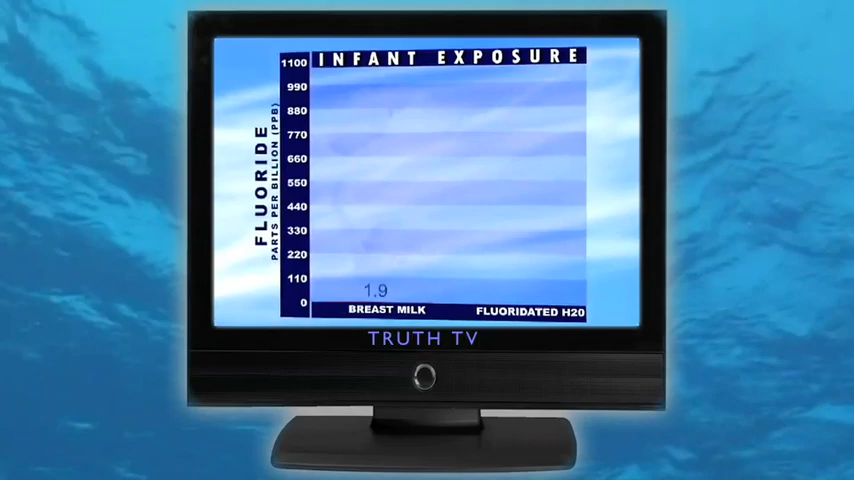 INFANT EXPOSURE
FLUORIDE
PARTS PER BILLION (PPB)
1100
990
880
770
660
550
440
330
220
110
0
1.9
BREAST MILK
FLUORIDATED H20
TRUTH TV